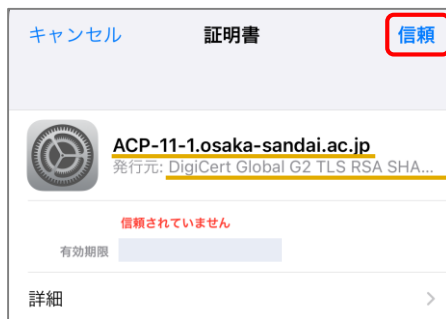 キャンセル 証明書 信頼
ACP-11-1.osaka-sandai.ac.jp
発行元: DigiCert Global G2 TLS RSA SHA...
信頼されていません
有効期限
詳細